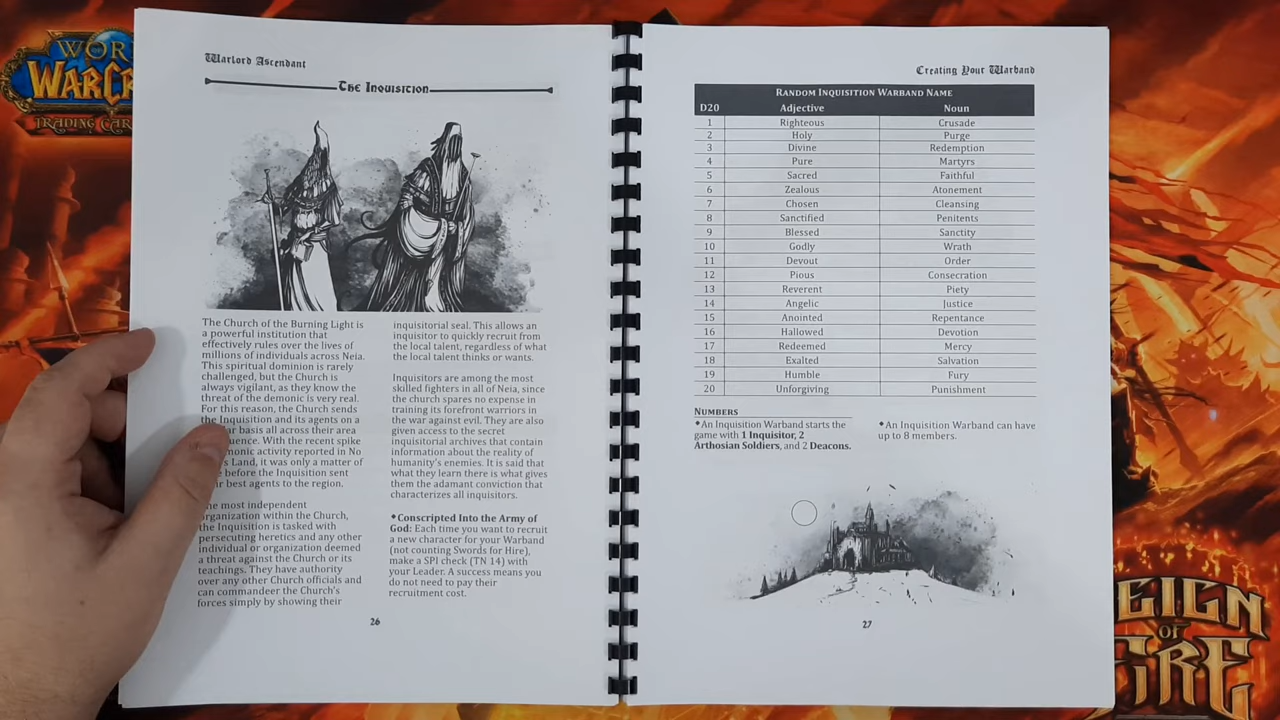 WORL
WARCR
TRADING CAR
Warlord Ascendant
The Inquisition
The Church of the Burning Light is
a powerful institution that
effectively rules over the lives of
millions of individuals across Neia.
This spiritual dominion is rarely
challenged, but the Church is
always vigilant, as they know the
threat of the demonic is very real.
For this reason, the Church sends
the Inquisition and its agents on a
ar basis all across their area
uence. With the recent spike
onic activity reported in No
s Land, it was only a matter of
e before the Inquisition sent
ir best agents to the region.
he most independent
organization within the Church,
the Inquisition is tasked with
persecuting heretics and any other
individual or organization deemed
a threat against the Church or its
teachings. They have authority
over any other Church officials and
can commandeer the Church's
forces simply by showing their
inquisitorial seal. This allows an
inquisitor to quickly recruit from
the local talent, regardless of what
the local talent thinks or wants.
Inquisitors are among the most
skilled fighters in all of Neia, since
the church spares no expense in
training its forefront warriors in
the war against evil. They are also
given access to the secret
inquisitorial archives that contain
information about the reality of
humanity's enemies. It is said that
what they learn there is what gives
them the adamant conviction that
characterizes all inquisitors.
Conscripted Into the Army of
God: Each time you want to recruit
a new character for your Warband
(not counting Swords for Hire),
make a SPI check (TN 14) with
your Leader. A success means you
do not need to pay their
recruitment cost.
26
Creating Your Warband
Random Inquisition Warband Name
D20 Adjective Noun
1 Righteous Crusade
2 Holy Purge
3 Divine Redemption
4 Pure Martyrs
5 Sacred Faithful
6 Zealous Atonement
7 Chosen Cleansing
8 Sanctified Penitents
9 Blessed Sanctity
10 Godly Wrath
11 Devout Order
12 Pious Consecration
13 Reverent Piety
14 Angelic Justice
15 Anointed Repentance
16 Hallowed Devotion
17 Redeemed Mercy
18 Exalted Salvation
19 Humble Fury
20 Unforgiving Punishment
Numbers
An Inquisition Warband starts the
game with 1 Inquisitor, 2
Arthosian Soldiers, and 2 Deacons.
An Inquisition Warband can have
up to 8 members.
27
EIGN
OF
FIRE